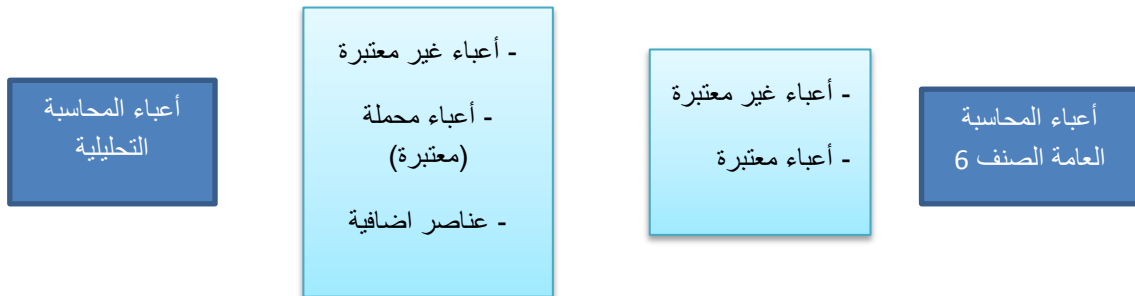 أعباء المحاسبة
العامة الصنف 6
- أعباء غير معتبرة
- أعباء معتبرة
- أعباء غير معتبرة
- أعباء محملة
(معتبرة)
- عناصر اضافية
أعباء المحاسبة
التحليلية